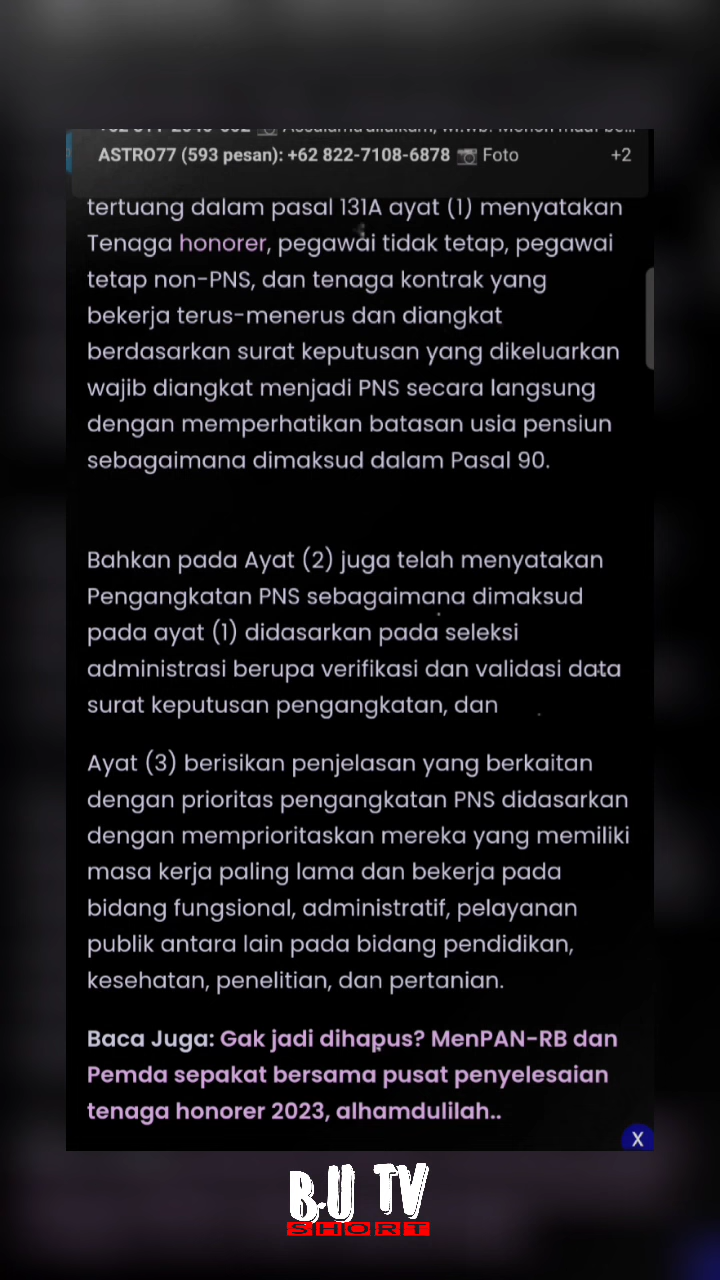 ASTRO77 (593 pesan): +62 822-7108-6878 📷 Foto +2
tertuang dalam pasal 131A ayat (1) menyatakan
Tenaga honorer, pegawai tidak tetap, pegawai
tetap non-PNS, dan tenaga kontrak yang
bekerja terus-menerus dan diangkat
berdasarkan surat keputusan yang dikeluarkan
wajib diangkat menjadi PNS secara langsung
dengan memperhatikan batasan usia pensiun
sebagaimana dimaksud dalam Pasal 90.
Bahkan pada Ayat (2) juga telah menyatakan
Pengangkatan PNS sebagaimana dimaksud
pada ayat (1) didasarkan pada seleksi
administrasi berupa verifikasi dan validasi data
surat keputusan pengangkatan, dan
Ayat (3) berisikan penjelasan yang berkaitan
dengan prioritas pengangkatan PNS didasarkan
dengan memprioritaskan mereka yang memiliki
masa kerja paling lama dan bekerja pada
bidang fungsional, administratif, pelayanan
publik antara lain pada bidang pendidikan,
kesehatan, penelitian, dan pertanian.
Baca Juga: Gak jadi dihapus? MenPAN-RB dan
Pemda sepakat bersama pusat penyelesaian
tenaga honorer 2023, alhamdulilah..
X
B.U TV
SHORT